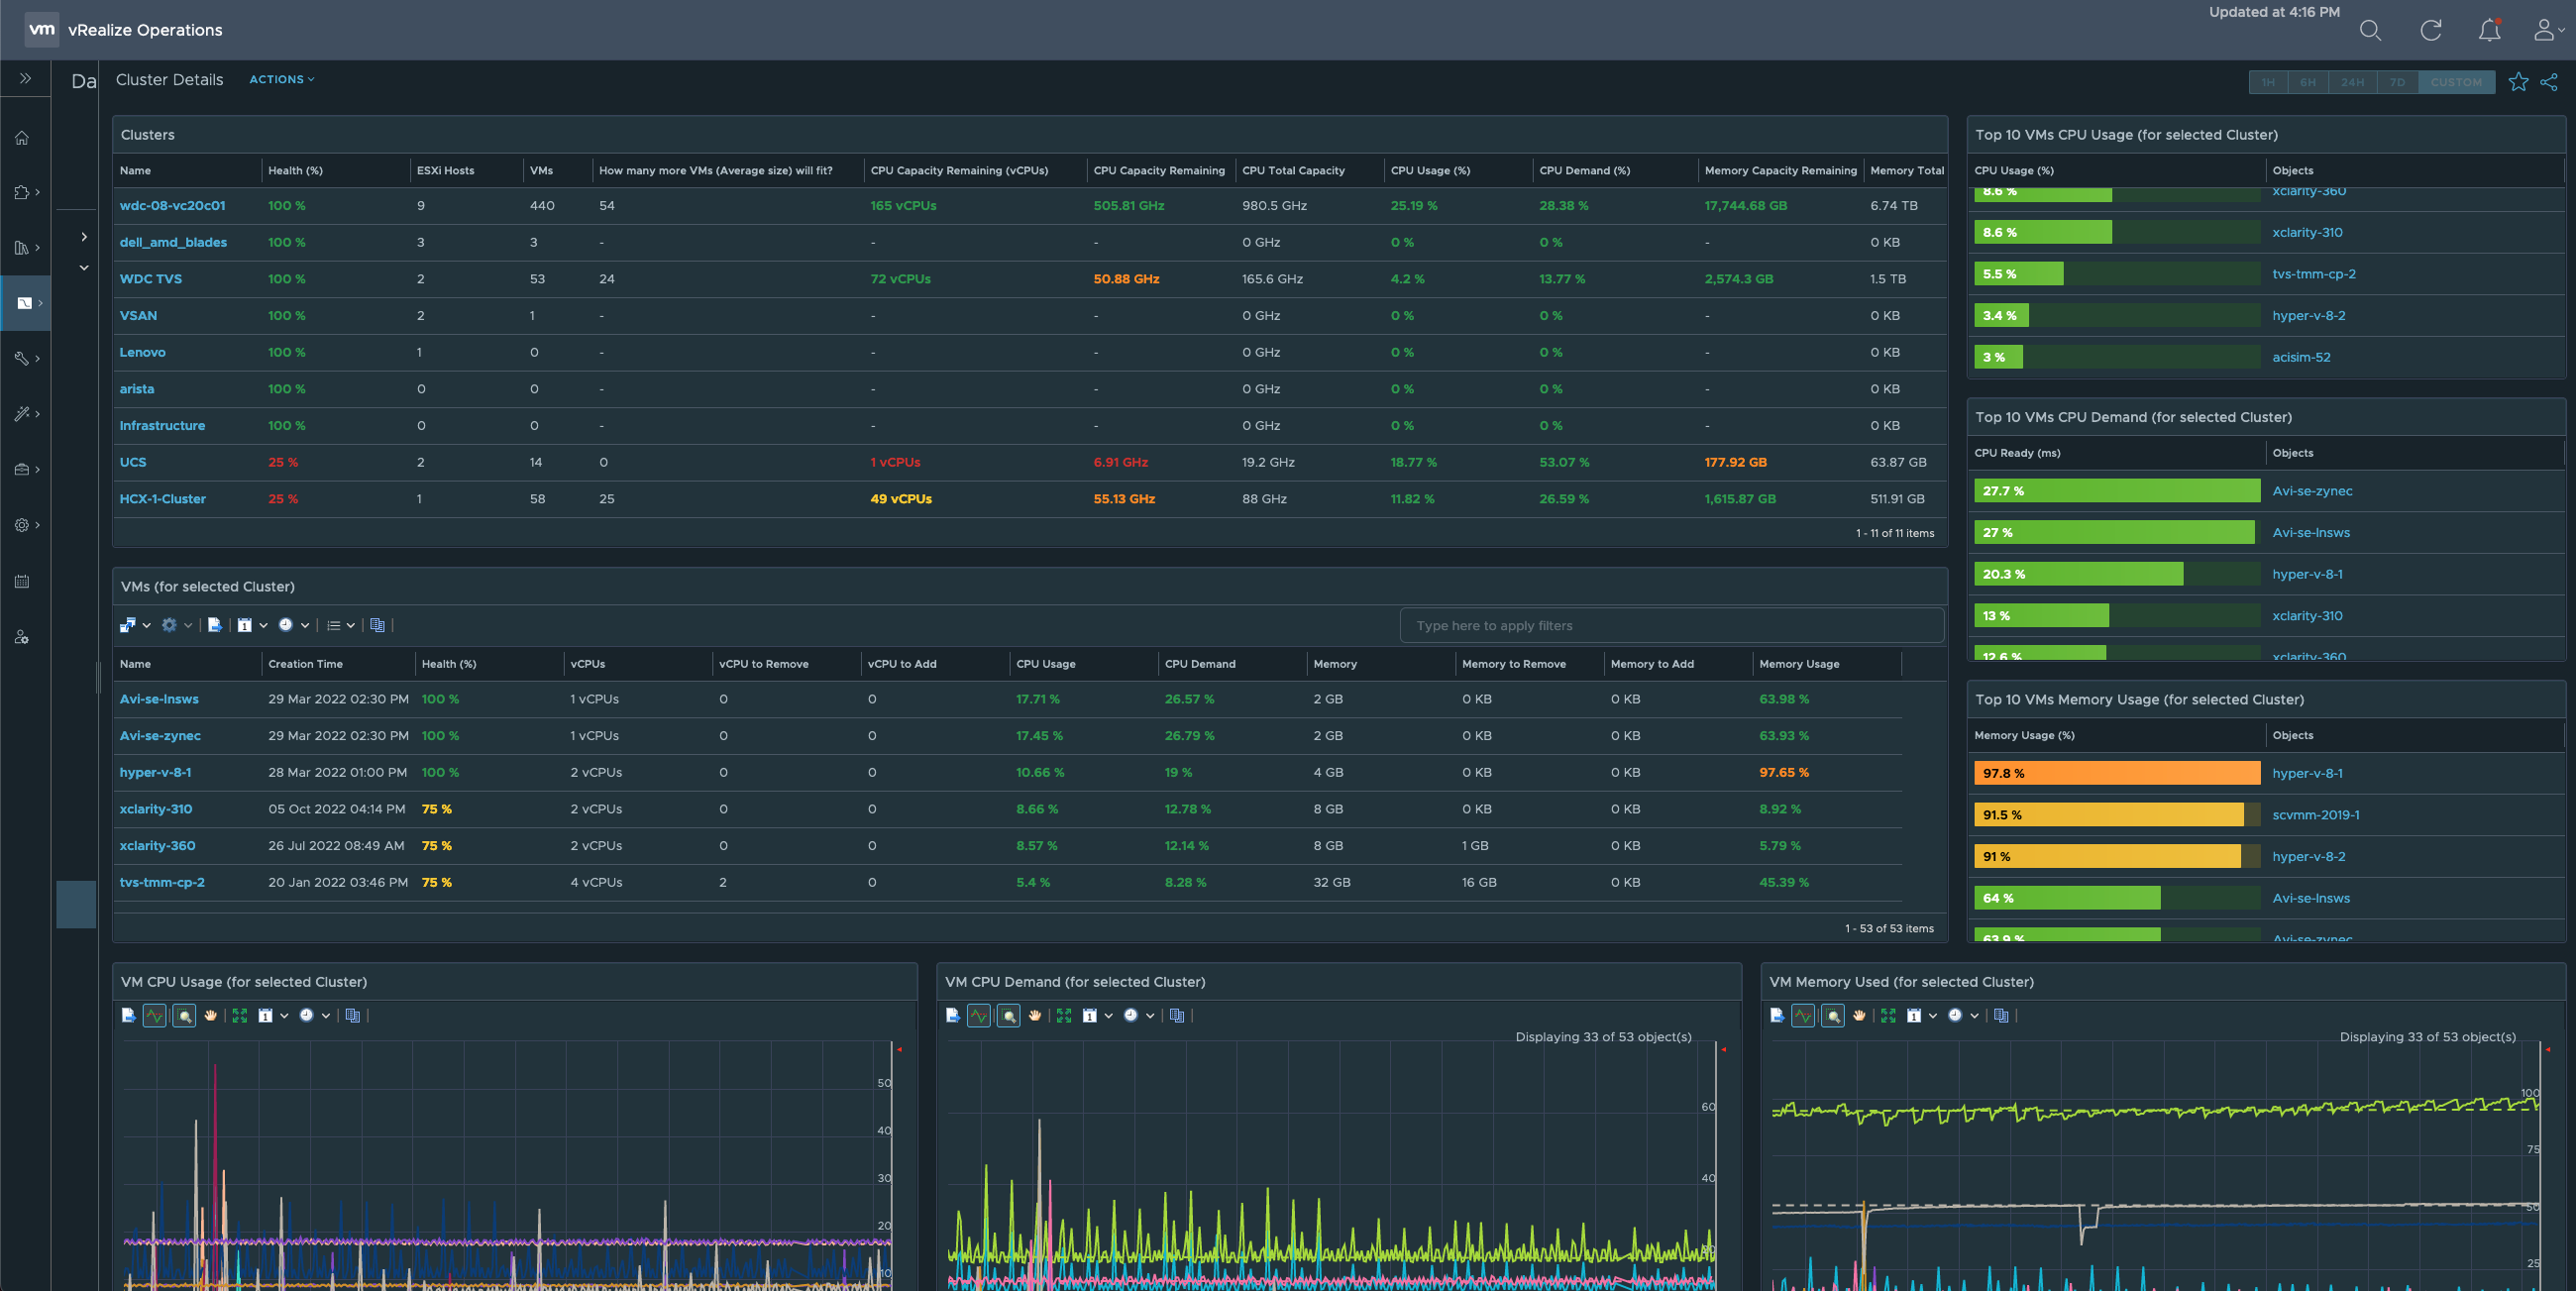 Updated at 4:16 PM
vm vRealize Operations
Da
Cluster Details ACTIONS
1H 6H 24H 7D CUSTOM
Clusters
Name Health (%) ESXi Hosts VMs How many more VMs (Average size) will fit? CPU Capacity Remaining (vCPUs) CPU Capacity Remaining CPU Total Capacity CPU Usage (%) CPU Demand (%) Memory Capacity Remaining Memory Total
wdc-08-vc20c01 100 % 9 440 54 165 vCPUs 505.81 GHz 980.5 GHz 25.19 % 28.38 % 17,744.68 GB 6.74 TB
dell_amd_blades 100 % 3 3 - - - 0 GHz 0 % 0 % - 0 KB
WDC TVS 100 % 2 53 24 72 vCPUs 50.88 GHz 165.6 GHz 4.2 % 13.77 % 2,574.3 GB 1.5 TB
VSAN 100 % 2 1 - - - 0 GHz 0 % 0 % - 0 KB
Lenovo 100 % 1 0 - - - 0 GHz 0 % 0 % - 0 KB
arista 100 % 0 0 - - - 0 GHz 0 % 0 % - 0 KB
Infrastructure 100 % 0 0 - - - 0 GHz 0 % 0 % - 0 KB
UCS 25 % 2 14 0 1 vCPUs 6.91 GHz 19.2 GHz 18.77 % 53.07 % 177.92 GB 63.87 GB
HCX-1-Cluster 25 % 1 58 25 49 vCPUs 55.13 GHz 88 GHz 11.82 % 26.59 % 1,615.87 GB 511.91 GB
1 - 11 of 11 items
Top 10 VMs CPU Usage (for selected Cluster)
CPU Usage (%) Objects
8.6 % xclarity-360
8.6 % xclarity-310
5.5 % tvs-tmm-cp-2
3.4 % hyper-v-8-2
3 % acisim-52
Top 10 VMs CPU Demand (for selected Cluster)
CPU Ready (ms) Objects
27.7 % Avi-se-zynec
27 % Avi-se-lnsws
20.3 % hyper-v-8-1
13 % xclarity-310
12.6 % xclarity-360
VMs (for selected Cluster)
1
Type here to apply filters
Name Creation Time Health (%) vCPUs vCPU to Remove vCPU to Add CPU Usage CPU Demand Memory Memory to Remove Memory to Add Memory Usage
Avi-se-lnsws 29 Mar 2022 02:30 PM 100 % 1 vCPUs 0 0 17.71 % 26.57 % 2 GB 0 KB 0 KB 63.98 %
Avi-se-zynec 29 Mar 2022 02:30 PM 100 % 1 vCPUs 0 0 17.45 % 26.79 % 2 GB 0 KB 0 KB 63.93 %
hyper-v-8-1 28 Mar 2022 01:00 PM 100 % 2 vCPUs 0 0 10.66 % 19 % 4 GB 0 KB 0 KB 97.65 %
xclarity-310 05 Oct 2022 04:14 PM 75 % 2 vCPUs 0 0 8.66 % 12.78 % 8 GB 0 KB 0 KB 8.92 %
xclarity-360 26 Jul 2022 08:49 AM 75 % 2 vCPUs 0 0 8.57 % 12.14 % 8 GB 1 GB 0 KB 5.79 %
tvs-tmm-cp-2 20 Jan 2022 03:46 PM 75 % 4 vCPUs 2 0 5.4 % 8.28 % 32 GB 16 GB 0 KB 45.39 %
1 - 53 of 53 items
Top 10 VMs Memory Usage (for selected Cluster)
Memory Usage (%) Objects
97.8 % hyper-v-8-1
91.5 % scvmm-2019-1
91 % hyper-v-8-2
64 % Avi-se-lnsws
63.9 % Avi-se-zynec
VM CPU Usage (for selected Cluster)
1
50
40
30
20
10
VM CPU Demand (for selected Cluster)
1
Displaying 33 of 53 object(s)
60
40
20
VM Memory Used (for selected Cluster)
1
Displaying 33 of 53 object(s)
100
75
50
25